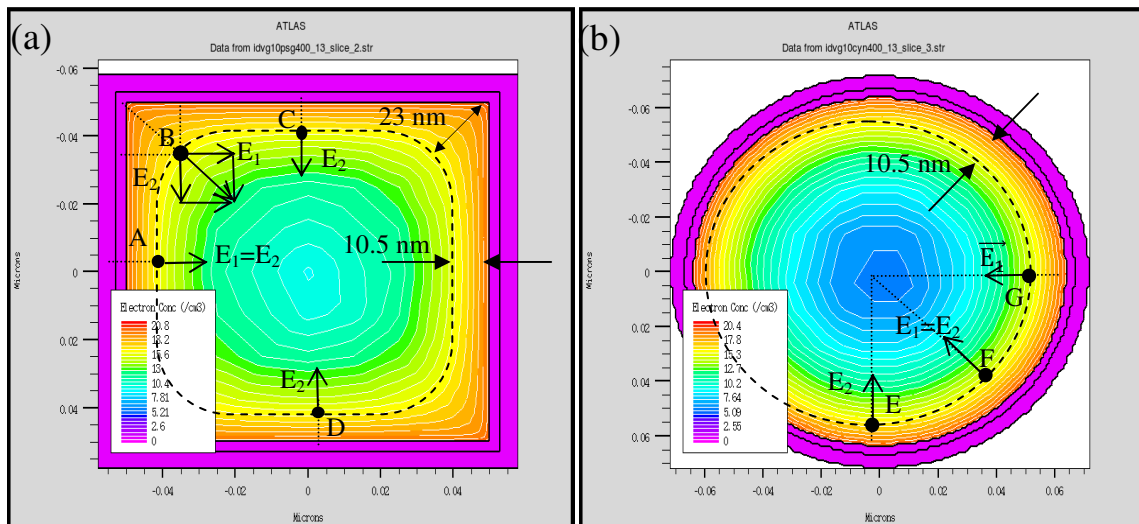 (a)
ATLAS
Data from idvg10psg400_13_slice_2.str
-0.06
-0.04
-0.02
0
0.02
0.04
Microns
C
23 nm
B
E1
E2
E2
A
E1=E2
10.5 nm
E2
D
Electron Conc (/cm3)
20.8
18.2
15.6
13
10.4
7.81
5.21
2.6
0
-0.04
-0.02
0
0.02
0.04
Microns
(b)
ATLAS
Data from idvg10cyn400_13_slice_3.str
-0.06
-0.04
-0.02
0
0.02
0.04
0.06
Microns
10.5 nm
E1
G
E1=E2
F
E2
E
Electron Conc (/cm3)
20.4
17.8
15.3
12.7
10.2
7.64
5.09
2.55
0
-0.06
-0.04
-0.02
0
0.02
0.04
0.06
Microns